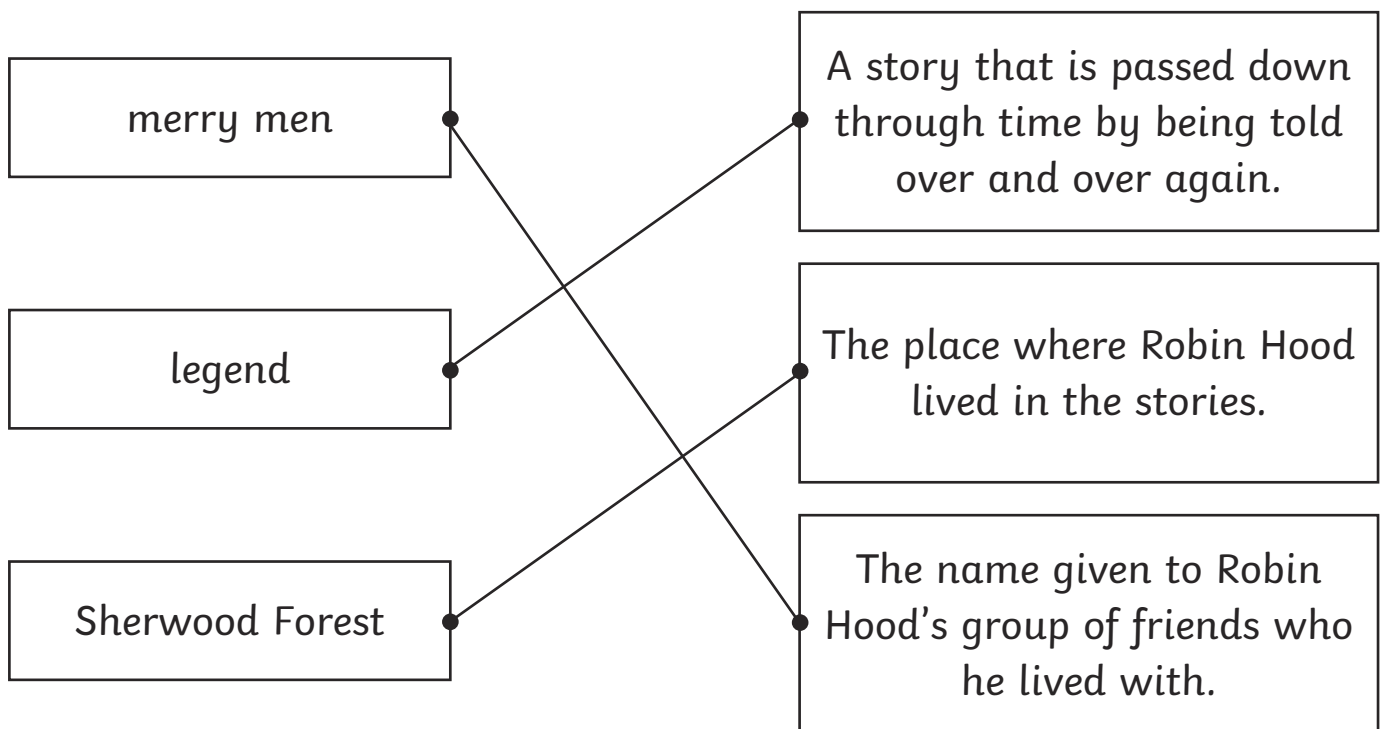 merry men
legend
Sherwood Forest
A story that is passed down
through time by being told
over and over again.
The place where Robin Hood
lived in the stories.
The name given to Robin
Hood’s group of friends who
he lived with.